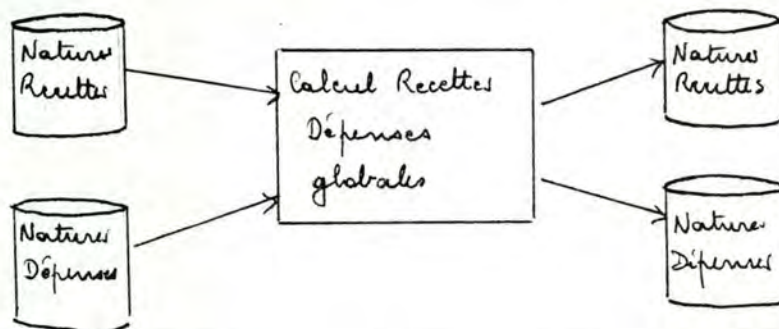 Natures
Recettes
Calcul Recettes
Dépenses
globales
Natures
Recettes
Natures
Dépenses
Natures
Dépenses